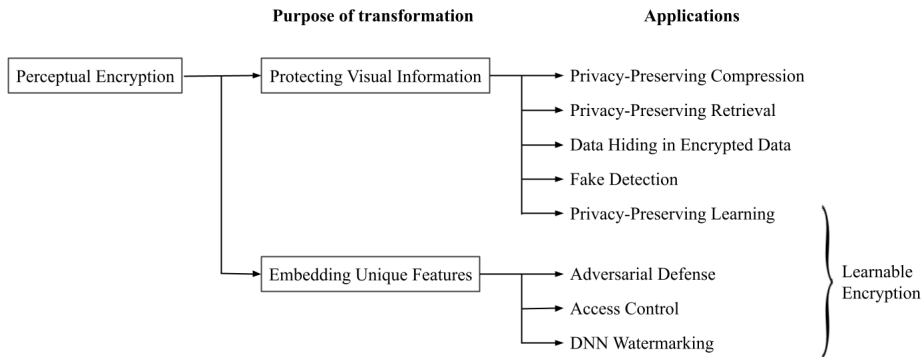 Purpose of transformation
Applications
Perceptual Encryption
Protecting Visual Information
Privacy-Preserving Compression
Privacy-Preserving Retrieval
Data Hiding in Encrypted Data
Fake Detection
Privacy-Preserving Learning
Embedding Unique Features
Adversarial Defense
Access Control
DNN Watermarking
Learnable
Encryption